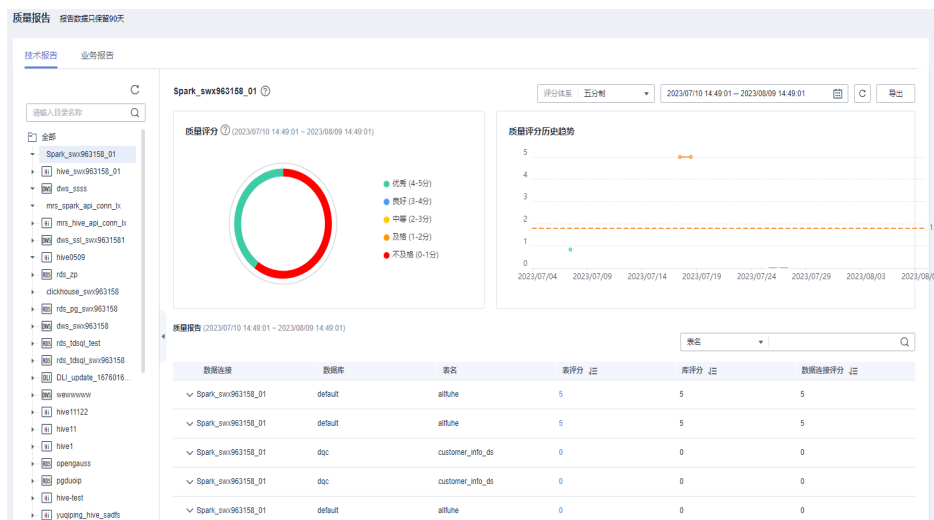 质量报告 报告数据只保留90天
技术报告 业务报告
请输入目录名称
全部
Spark_swx963158_01
hive_swx963158_01
dws_ssss
mrs_spark_api_conn_lx
mrs_hive_api_conn_lx
dws_ssl_swx9631581
hive0509
rds_zp
clickhouse_swx963158
rds_pg_swx963158
dws_swx963158
rds_tdsql_test
rds_tdsql_swx963158
DLI_update_1676016...
wewwwww
hive11122
hive11
hive1
opengauss
pgduoip
hive-test
yuqiping_hive_sadfs
Spark_swx963158_01
评分体系 五分制 2023/07/10 14:49:01 – 2023/08/09 14:49:01 导出
质量评分 (2023/07/10 14:49:01 – 2023/08/09 14:49:01)
优秀 (4-5分)
良好 (3-4分)
中等 (2-3分)
及格 (1-2分)
不及格 (0-1分)
质量评分历史趋势
5
4
3
2
1
0
2023/07/04 2023/07/09 2023/07/14 2023/07/19 2023/07/24 2023/07/29 2023/08/03
质量报告 (2023/07/10 14:49:01 – 2023/08/09 14:49:01)
表名
数据连接 数据库 表名 表评分 库评分 数据连接评分
Spark_swx963158_01 default allfuhe 5 5 5
Spark_swx963158_01 default allfuhe 5 5 5
Spark_swx963158_01 dqc customer_info_ds 0 0 0
Spark_swx963158_01 dqc customer_info_ds 0 0 0
Spark_swx963158_01 default allfuhe 0 0 0